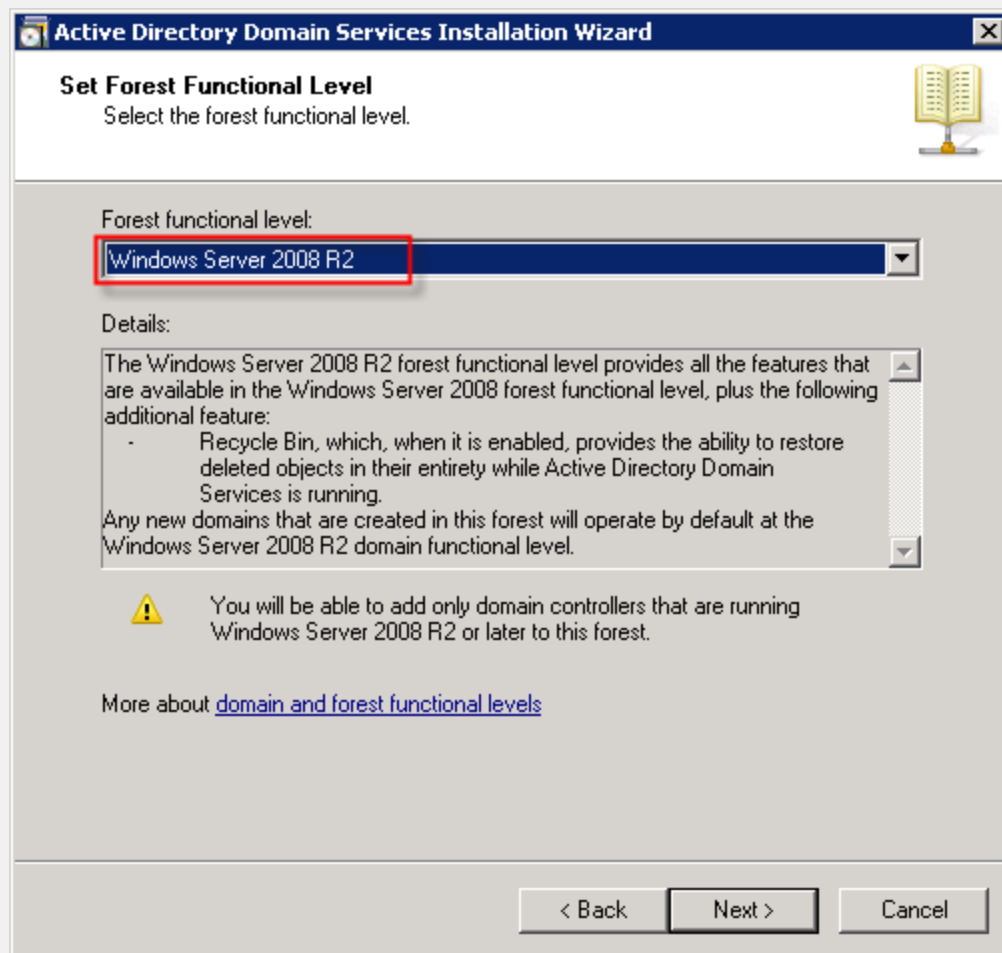 Active Directory Domain Services Installation Wizard
Set Forest Functional Level
Select the forest functional level.
Forest functional level:
Windows Server 2008 R2
Details:
The Windows Server 2008 R2 forest functional level provides all the features that
are available in the Windows Server 2008 forest functional level, plus the following
additional feature:
- Recycle Bin, which, when it is enabled, provides the ability to restore
deleted objects in their entirety while Active Directory Domain
Services is running.
Any new domains that are created in this forest will operate by default at the
Windows Server 2008 R2 domain functional level.
You will be able to add only domain controllers that are running
Windows Server 2008 R2 or later to this forest.
More about domain and forest functional levels
< Back Next > Cancel